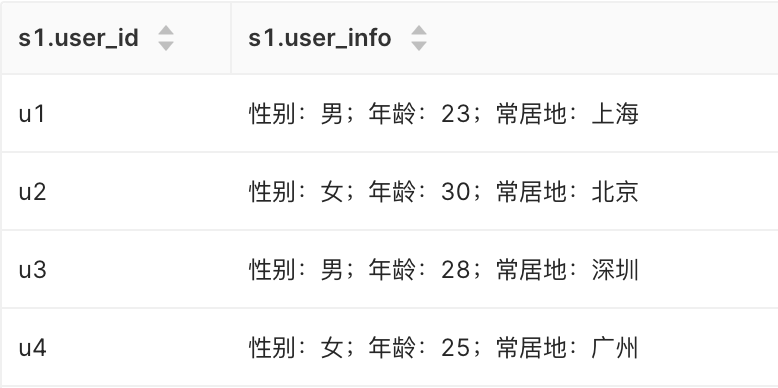 s1.user_id s1.user_info
u1 性别：男；年龄：23；常居地：上海
u2 性别：女；年龄：30；常居地：北京
u3 性别：男；年龄：28；常居地：深圳
u4 性别：女；年龄：25；常居地：广州